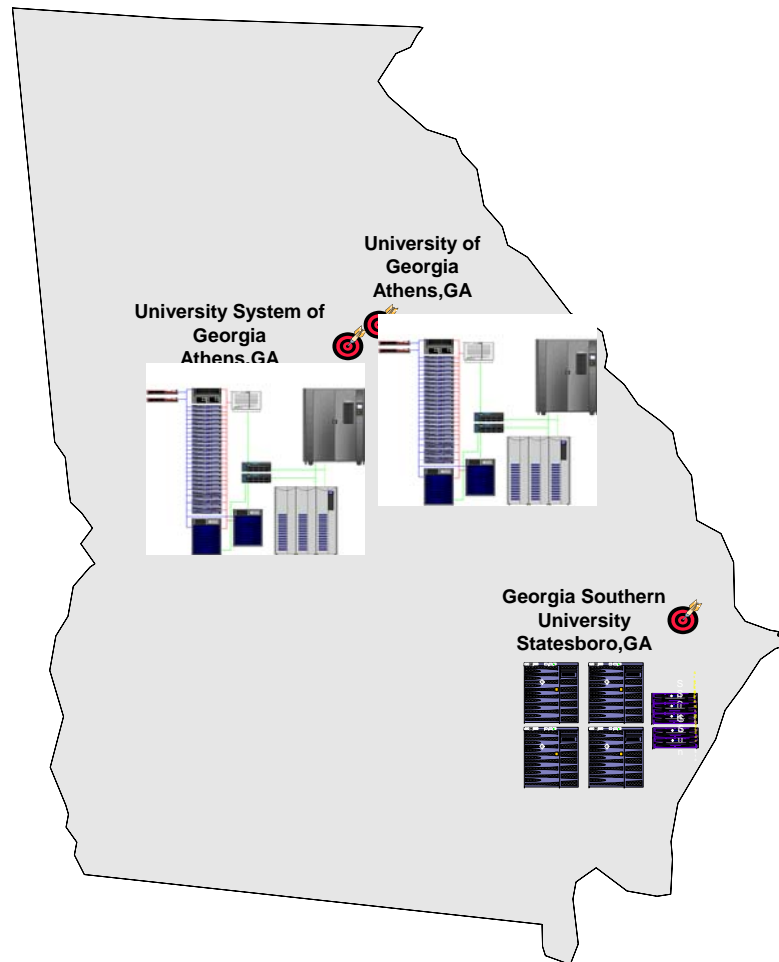 University of
Georgia
Athens,GA
University System of
Georgia
Athens,GA
Georgia Southern
University
Statesboro,GA